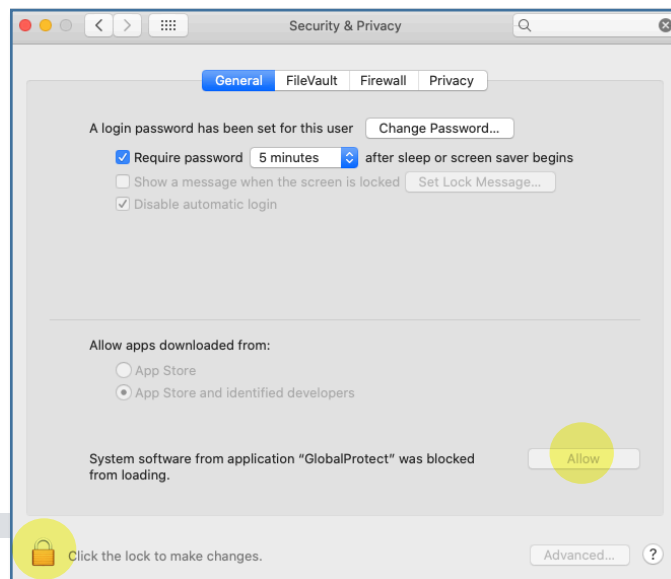 Security & Privacy
General FileVault Firewall Privacy
A login password has been set for this user Change Password...
Require password 5 minutes after sleep or screen saver begins
Show a message when the screen is locked Set Lock Message...
Disable automatic login
Allow apps downloaded from:
App Store
App Store and identified developers
System software from application “GlobalProtect” was blocked Allow
from loading.
Click the lock to make changes. Advanced... ?